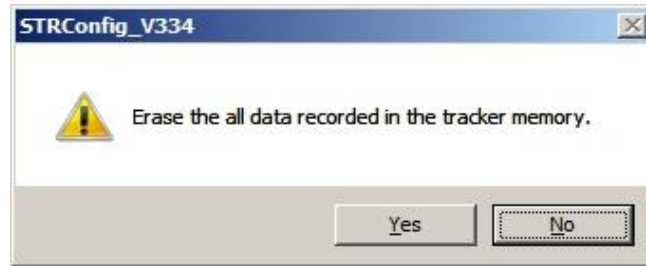 STRConfig_V334
Erase the all data recorded in the tracker memory.
Yes
No